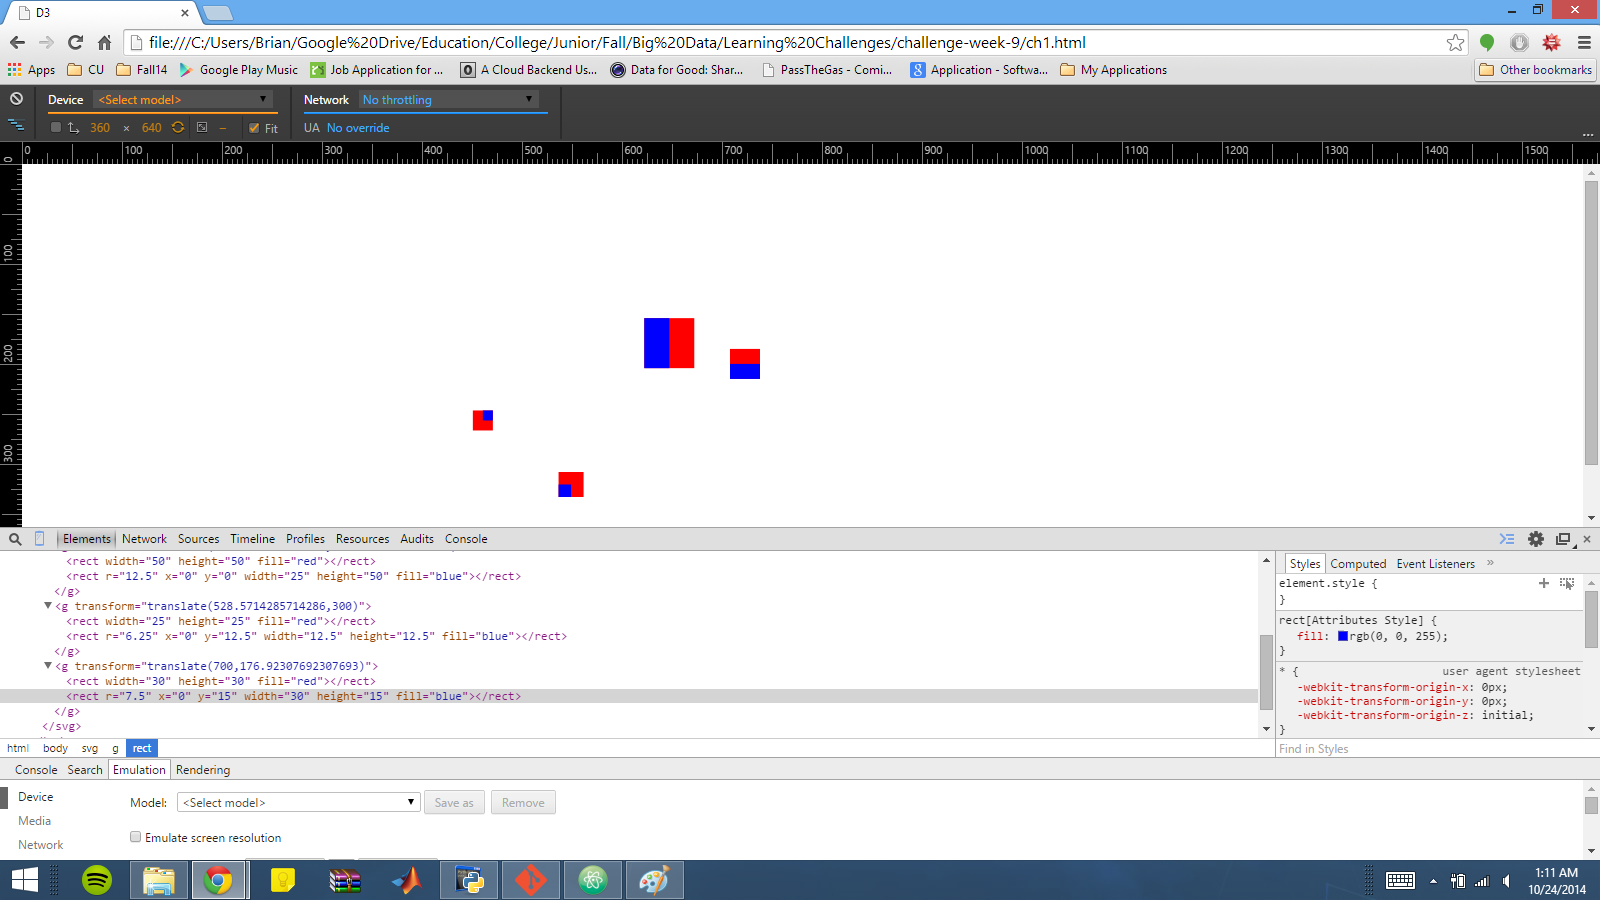 D3
file:///C:/Users/Brian/Google%20Drive/Education/College/Junior/Fall/Big%20Data/Learning%20Challenges/challenge-week-9/ch1.html
Apps CU Fall14 Google Play Music Job Application for ... A Cloud Backend Us... Data for Good: Shar... PassTheGas - Comi... Application - Softwa... My Applications Other bookmarks
Device <Select model> Network No throttling
360 × 640 Fit UA No override
...
0 100 200 300 400 500 600 700 800 900 1000 1100 1200 1300 1400 1500
0
100
200
300
Elements Network Sources Timeline Profiles Resources Audits Console
<rect width="50" height="50" fill="red"></rect>
<rect r="12.5" x="0" y="0" width="25" height="50" fill="blue"></rect>
</g>
<g transform="translate(528.5714285714286,300)">
<rect width="25" height="25" fill="red"></rect>
<rect r="6.25" x="0" y="12.5" width="12.5" height="12.5" fill="blue"></rect>
</g>
<g transform="translate(700,176.92307692307693)">
<rect width="30" height="30" fill="red"></rect>
<rect r="7.5" x="0" y="15" width="30" height="15" fill="blue"></rect>
</g>
</svg>
html body svg g rect
Styles Computed Event Listeners »
element.style {
}
rect[Attributes Style] {
fill: rgb(0, 0, 255);
}
* { user agent stylesheet
-webkit-transform-origin-x: 0px;
-webkit-transform-origin-y: 0px;
-webkit-transform-origin-z: initial;
}
Find in Styles
Console Search Emulation Rendering
Device
Media
Network
Model: <Select model> Save as Remove
Emulate screen resolution
1:11 AM
10/24/2014